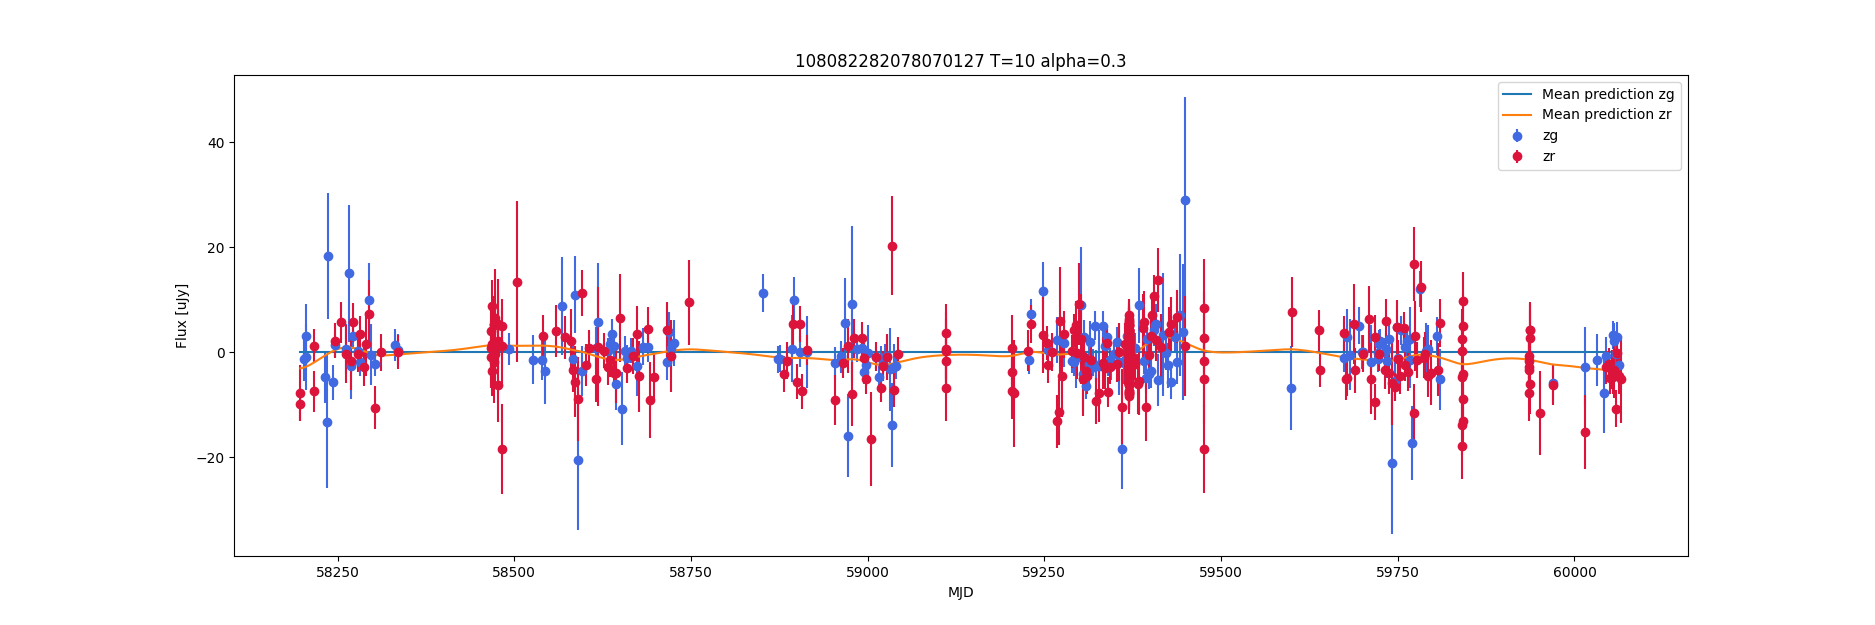 108082282078070127 T=10 alpha=0.3
Mean prediction zg
Mean prediction zr
zg
zr
Flux [uJy]
40
20
0
−20
58250 58500 58750 59000 59250 59500 59750 60000
MJD